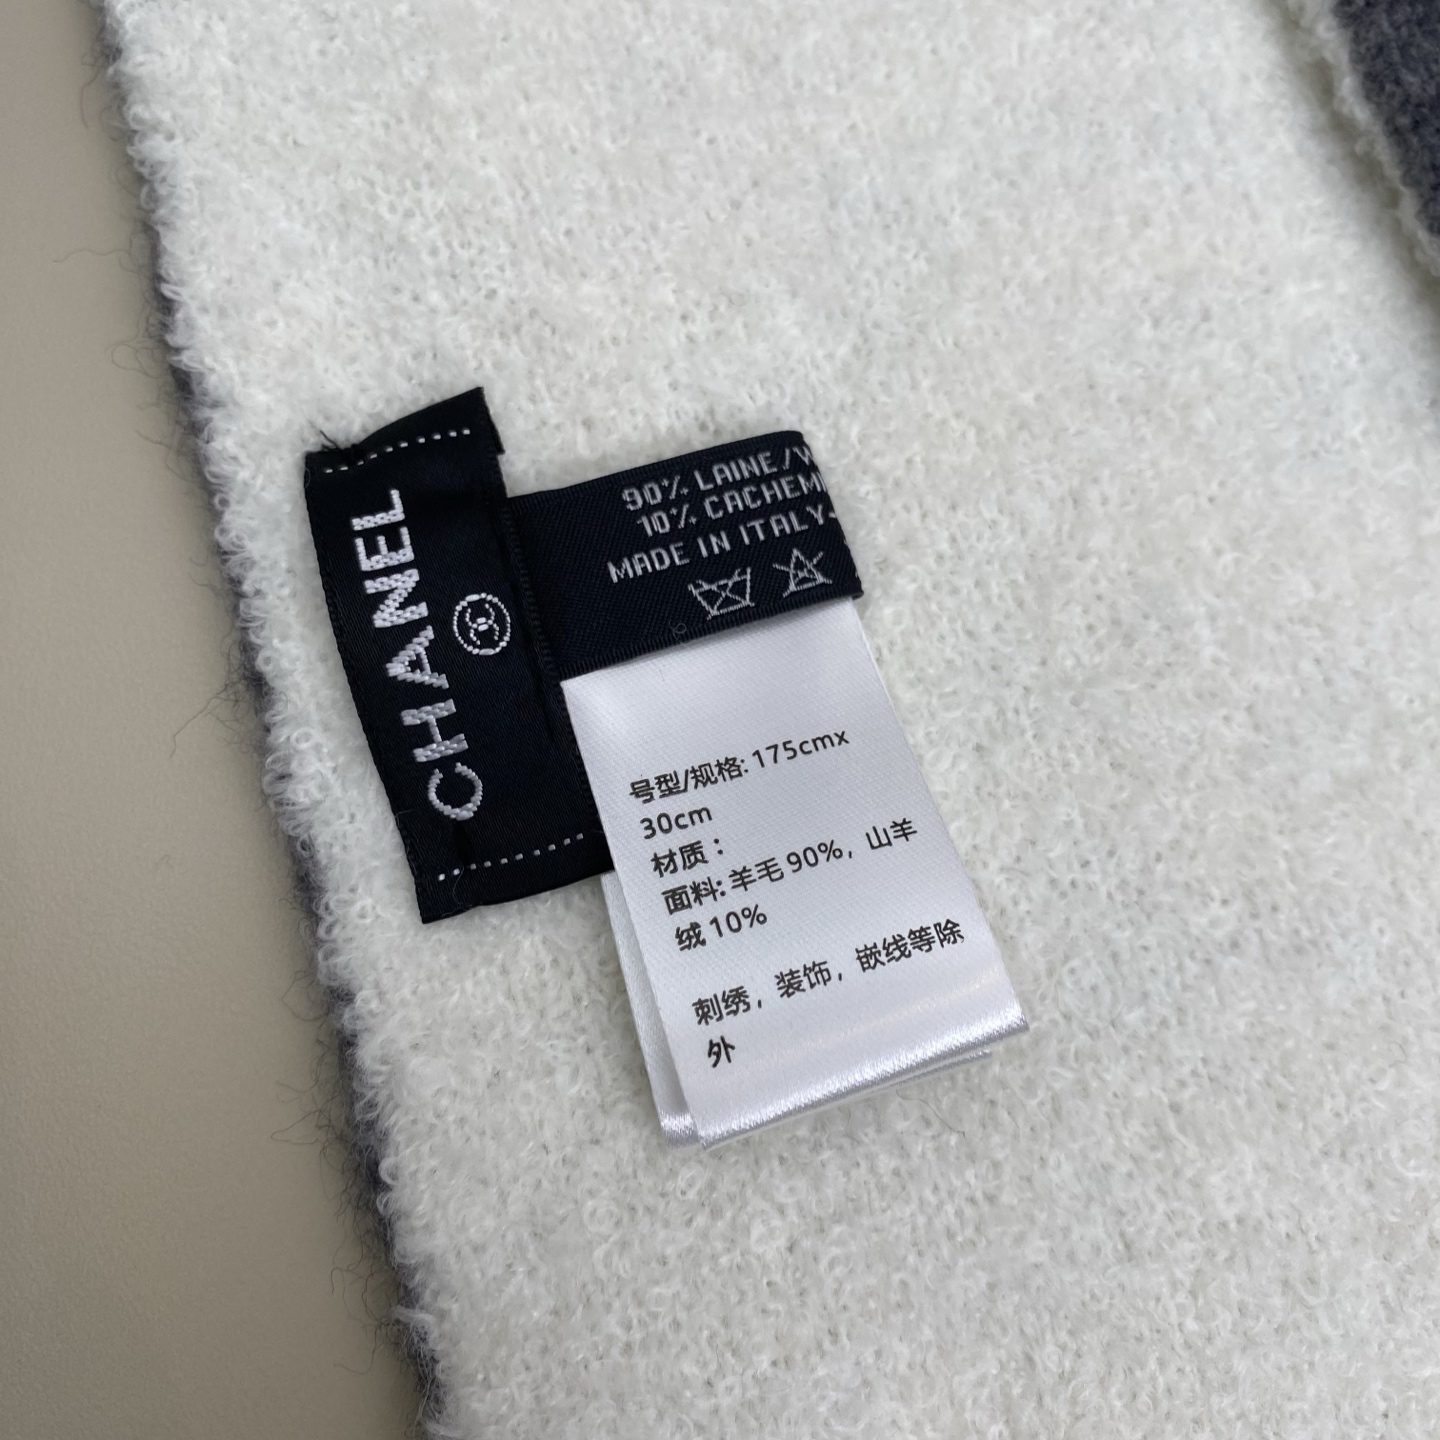 CHANEL
90% LAINE/W
10% CACHEM
MADE IN ITALY-
号型/规格: 175cmx
30cm
材质：
面料: 羊毛 90%，山羊
绒 10%
刺绣，装饰，嵌线等除
外